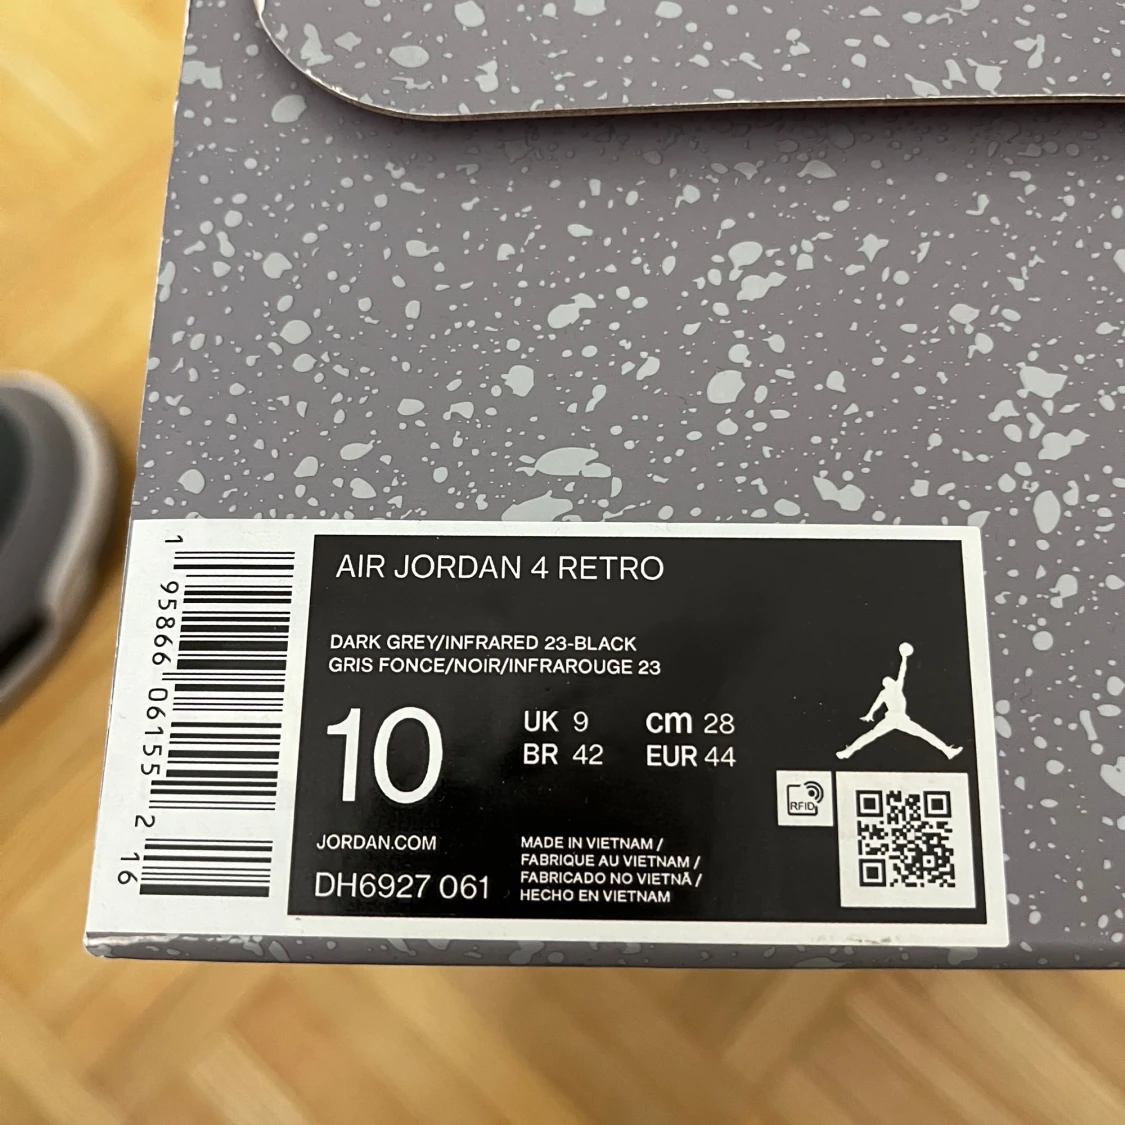 1 95866 06155 2 16
AIR JORDAN 4 RETRO
DARK GREY/INFRARED 23-BLACK
GRIS FONCE/NOIR/INFRAROUGE 23
10
UK 9 cm 28
BR 42 EUR 44
RFID
JORDAN.COM
DH6927 061
MADE IN VIETNAM /
FABRIQUE AU VIETNAM /
FABRICADO NO VIETNÃ /
HECHO EN VIETNAM